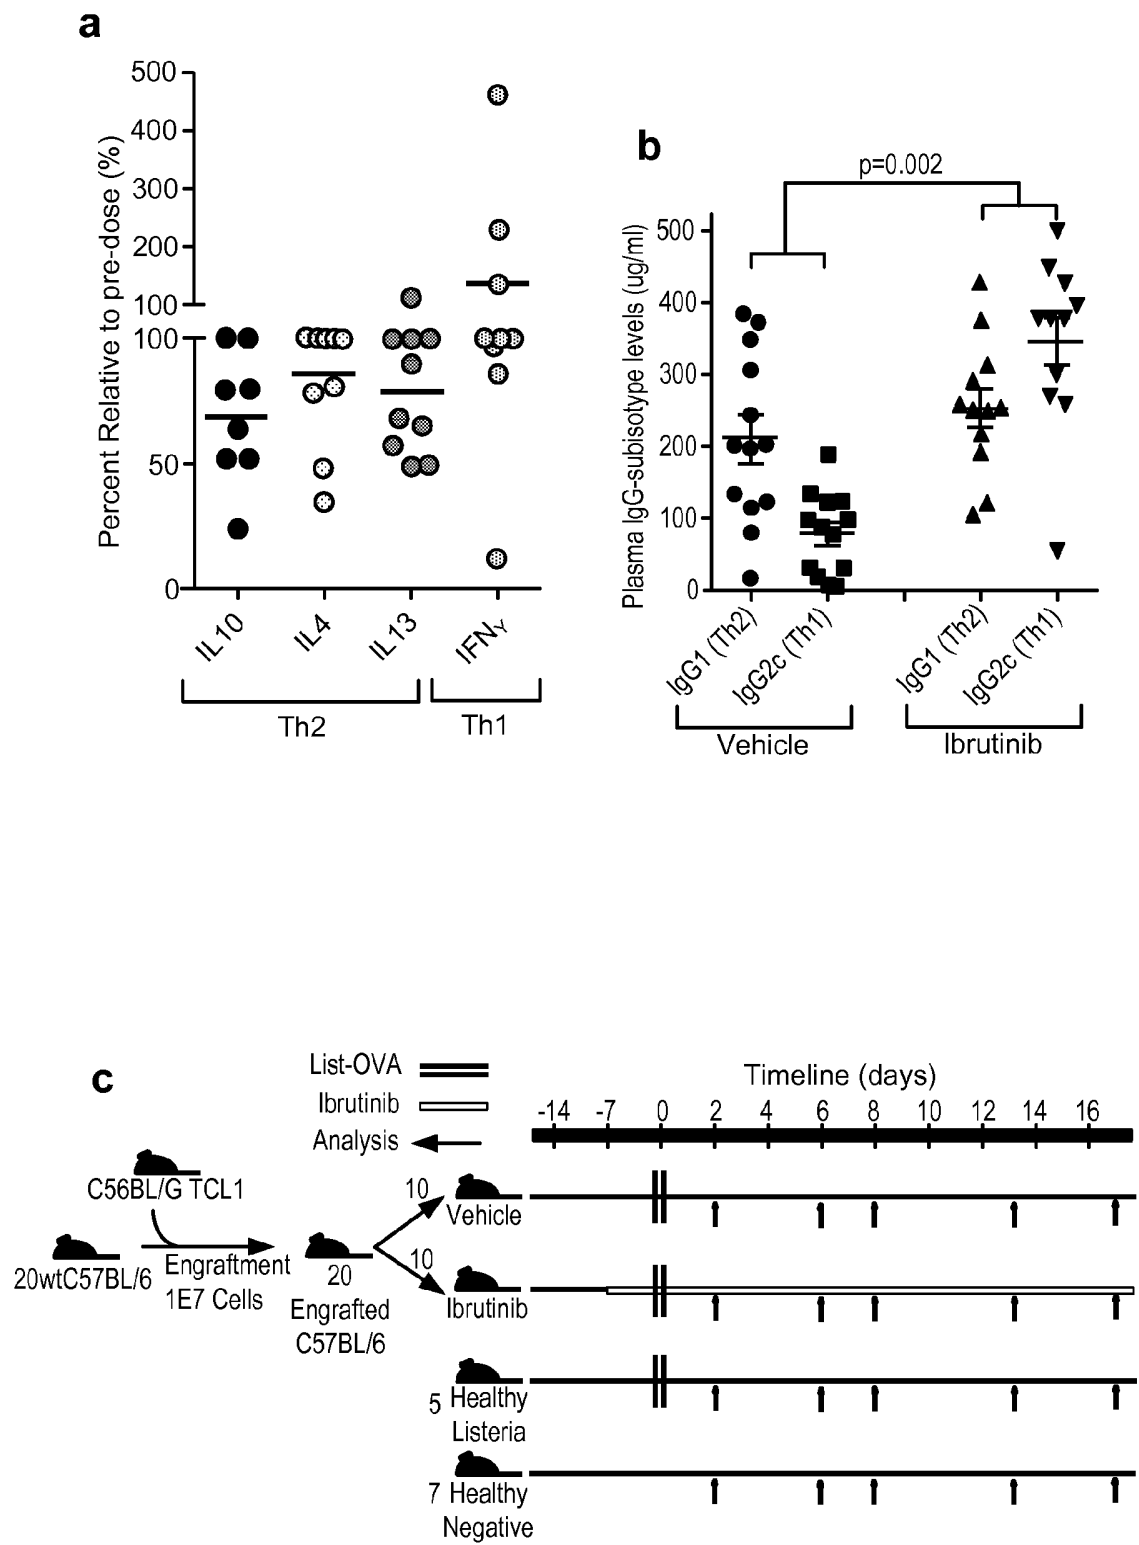 a
500
400
300
200
100
100
50
0
Percent Relative to pre-dose (%)
IL10
IL4
IL13
IFNγ
Th2
Th1
b
p=0.002
500
400
300
200
100
0
Plasma IgG-subisotype levels (ug/ml)
IgG1 (Th2)
IgG2c (Th1)
IgG1 (Th2)
IgG2c (Th1)
Vehicle
Ibrutinib
c
List-OVA
Ibrutinib
Analysis
Timeline (days)
-14 -7 0 2 4 6 8 10 12 14 16
C56BL/G TCL1
20wtC57BL/6
Engraftment
1E7 Cells
20
Engrafted
C57BL/6
10
Vehicle
10
Ibrutinib
5 Healthy
Listeria
7 Healthy
Negative